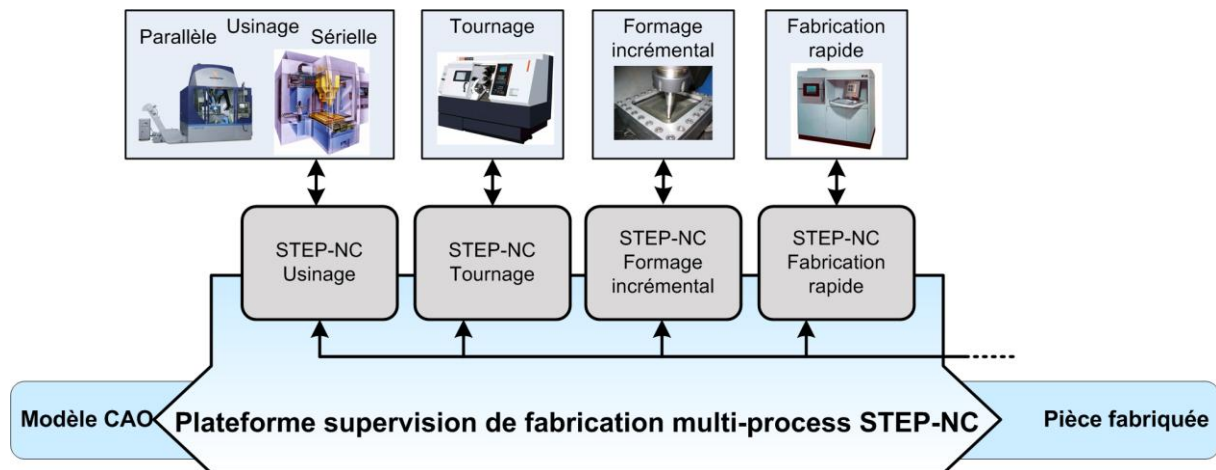 Usinage
Parallèle
Sérielle
Tournage
Formage
incrémental
Fabrication
rapide
STEP-NC
Usinage
STEP-NC
Tournage
STEP-NC
Formage
incrémental
STEP-NC
Fabrication
rapide
Modèle CAO
Plateforme supervision de fabrication multi-process STEP-NC
Pièce fabriquée